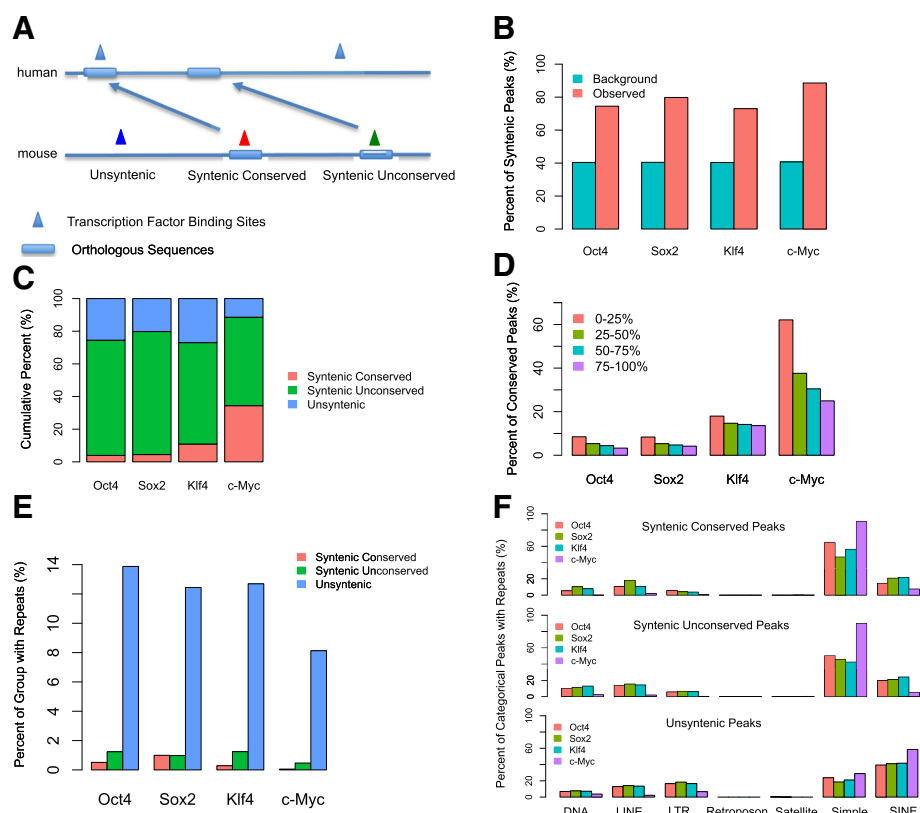 A
human
mouse
Unsyntenic
Syntenic Conserved
Syntenic Unconserved
Transcription Factor Binding Sites
Orthologous Sequences
B
Percent of Syntenic Peaks (%)
100
80
60
40
20
0
Background
Observed
Oct4
Sox2
Klf4
c-Myc
C
Cumulative Percent (%)
100
80
60
40
20
0
Syntenic Conserved
Syntenic Unconserved
Unsyntenic
Oct4
Sox2
Klf4
c-Myc
D
Percent of Conserved Peaks (%)
60
40
20
0
0-25%
25-50%
50-75%
75-100%
Oct4
Sox2
Klf4
c-Myc
E
Percent of Group with Repeats (%)
14
10
8
6
4
2
0
Syntenic Conserved
Syntenic Unconserved
Unsyntenic
Oct4
Sox2
Klf4
c-Myc
F
Percent of Categorical Peaks with Repeats (%)
Syntenic Conserved Peaks
100
60
20
0
Oct4
Sox2
Klf4
c-Myc
Syntenic Unconserved Peaks
100
60
20
0
Oct4
Sox2
Klf4
c-Myc
Unsyntenic Peaks
100
60
20
0
Oct4
Sox2
Klf4
c-Myc
DNA
LINE
LTR
Retroposon
Satellite
Simple
SINE